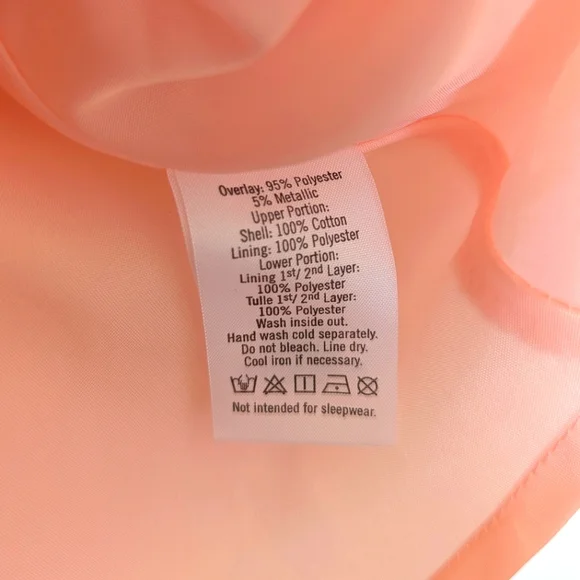 Overlay: 95% Polyester
5% Metallic
Upper Portion:
Shell: 100% Cotton
Lining: 100% Polyester
Lower Portion:
Lining 1st/ 2nd Layer:
100% Polyester
Tulle 1st/ 2nd Layer:
100% Polyester
Wash inside out.
Hand wash cold separately.
Do not bleach. Line dry.
Cool iron if necessary.
Not intended for sleepwear.